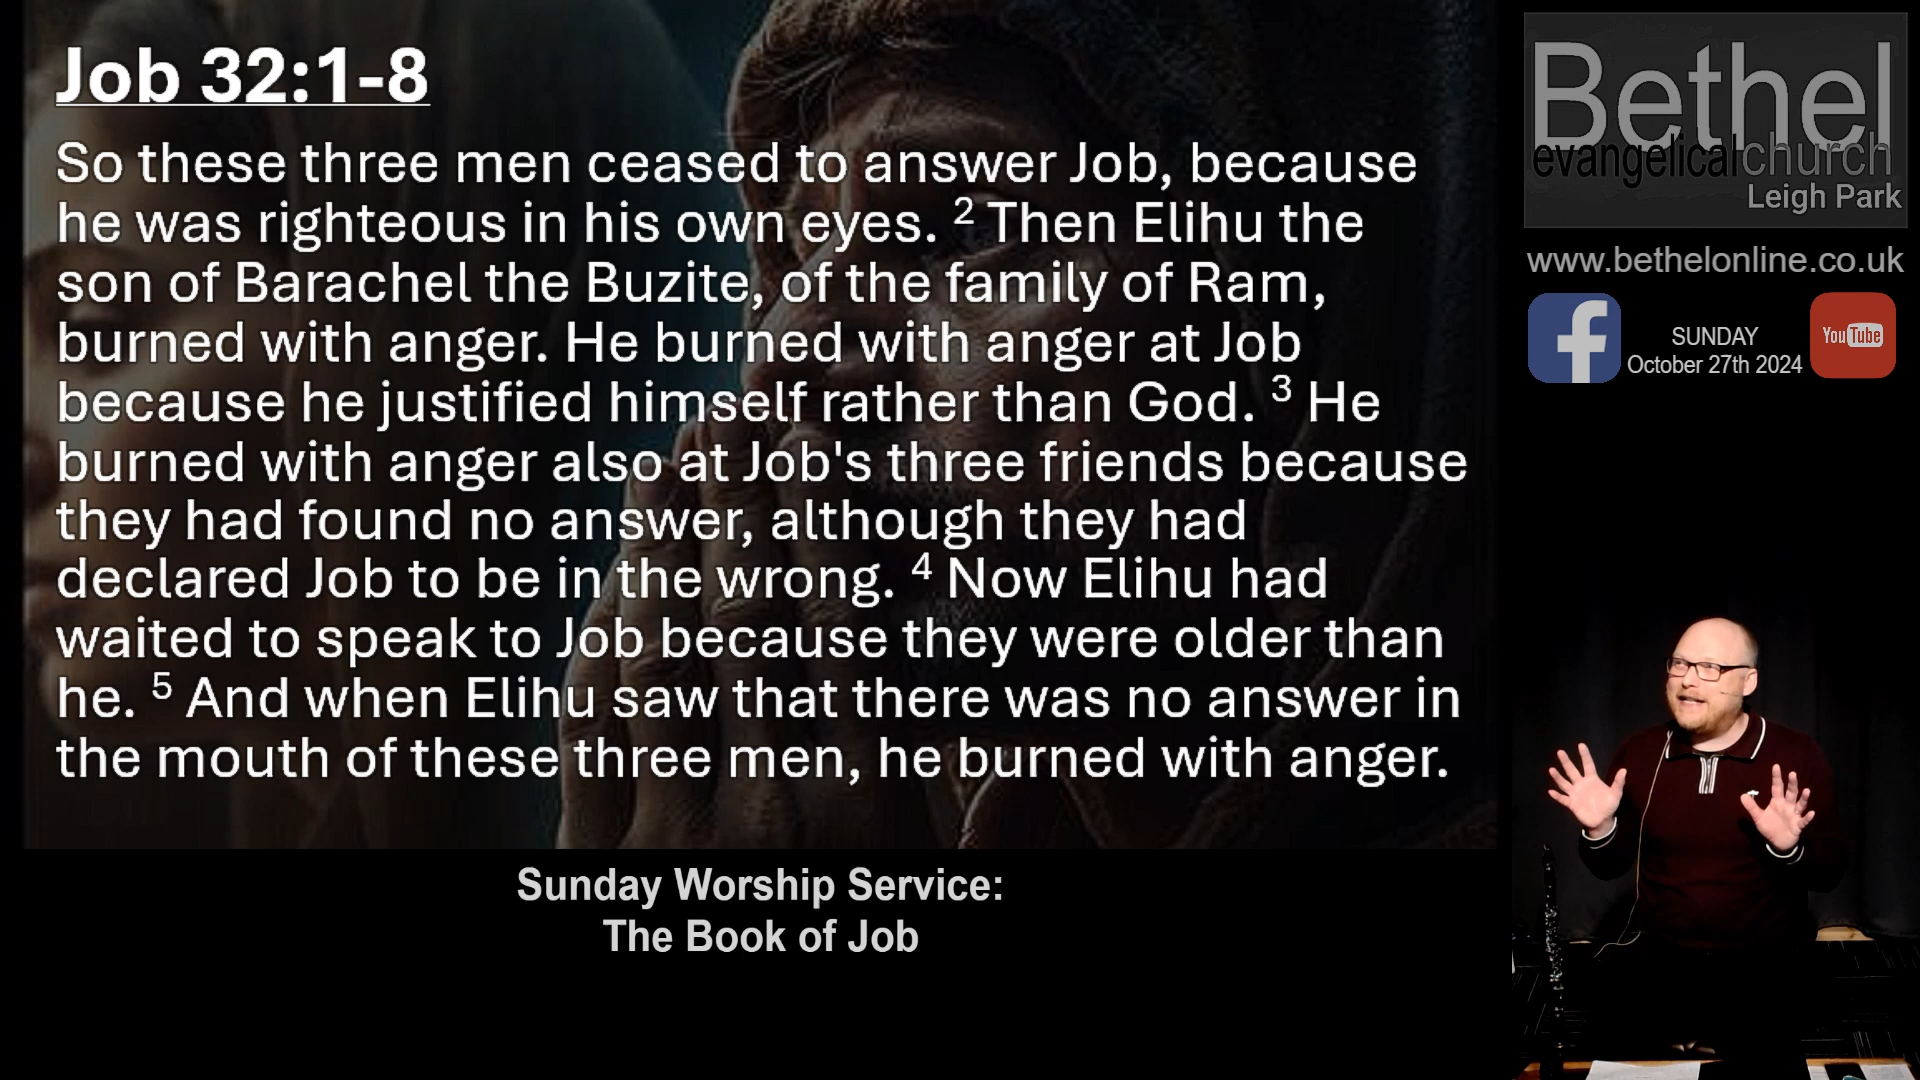 Job 32:1-8
So these three men ceased to answer Job, because
he was righteous in his own eyes. 2 Then Elihu the
son of Barachel the Buzite, of the family of Ram,
burned with anger. He burned with anger at Job
because he justified himself rather than God. 3 He
burned with anger also at Job's three friends because
they had found no answer, although they had
declared Job to be in the wrong. 4 Now Elihu had
waited to speak to Job because they were older than
he. 5 And when Elihu saw that there was no answer in
the mouth of these three men, he burned with anger.
Sunday Worship Service:
The Book of Job
Bethel
evangelicalchurch
Leigh Park
www.bethelonline.co.uk
f
SUNDAY
October 27th 2024
YouTube